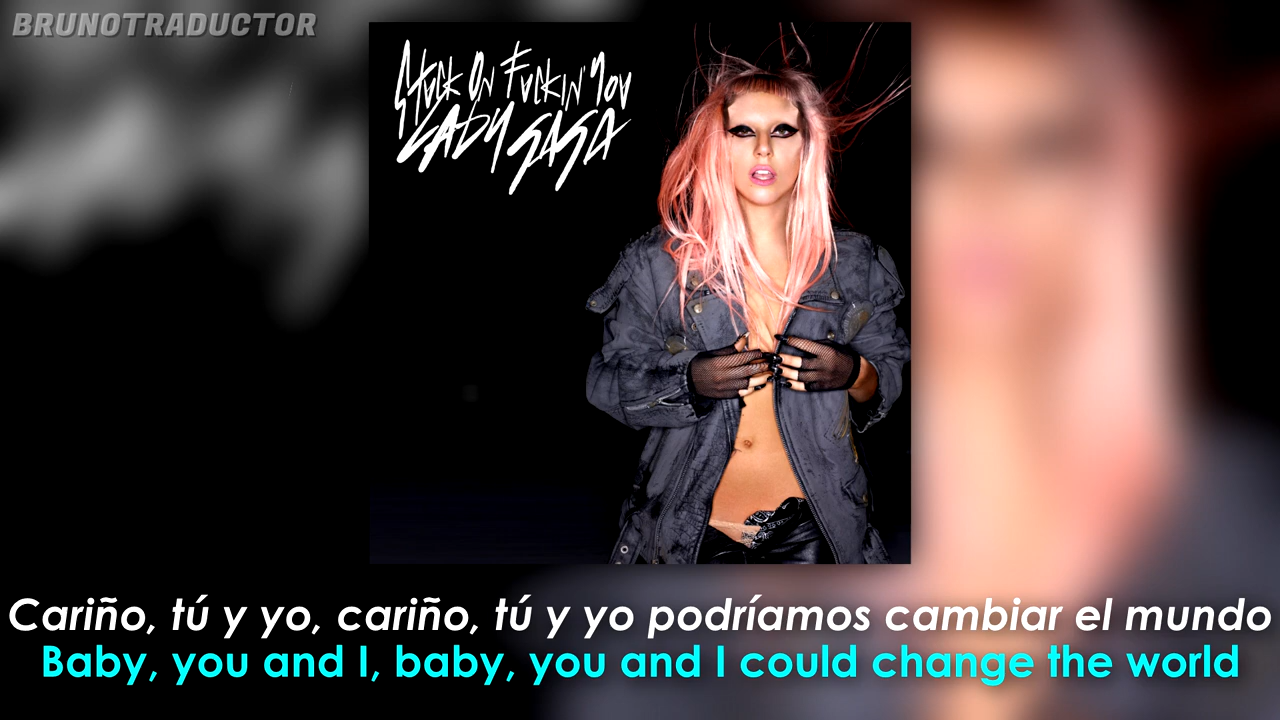 BRUNOTRADUCTOR
Stuck On Fuckin' You
LADY GAGA
Cariño, tú y yo, cariño, tú y yo podríamos cambiar el mundo
Baby, you and I, baby, you and I could change the world